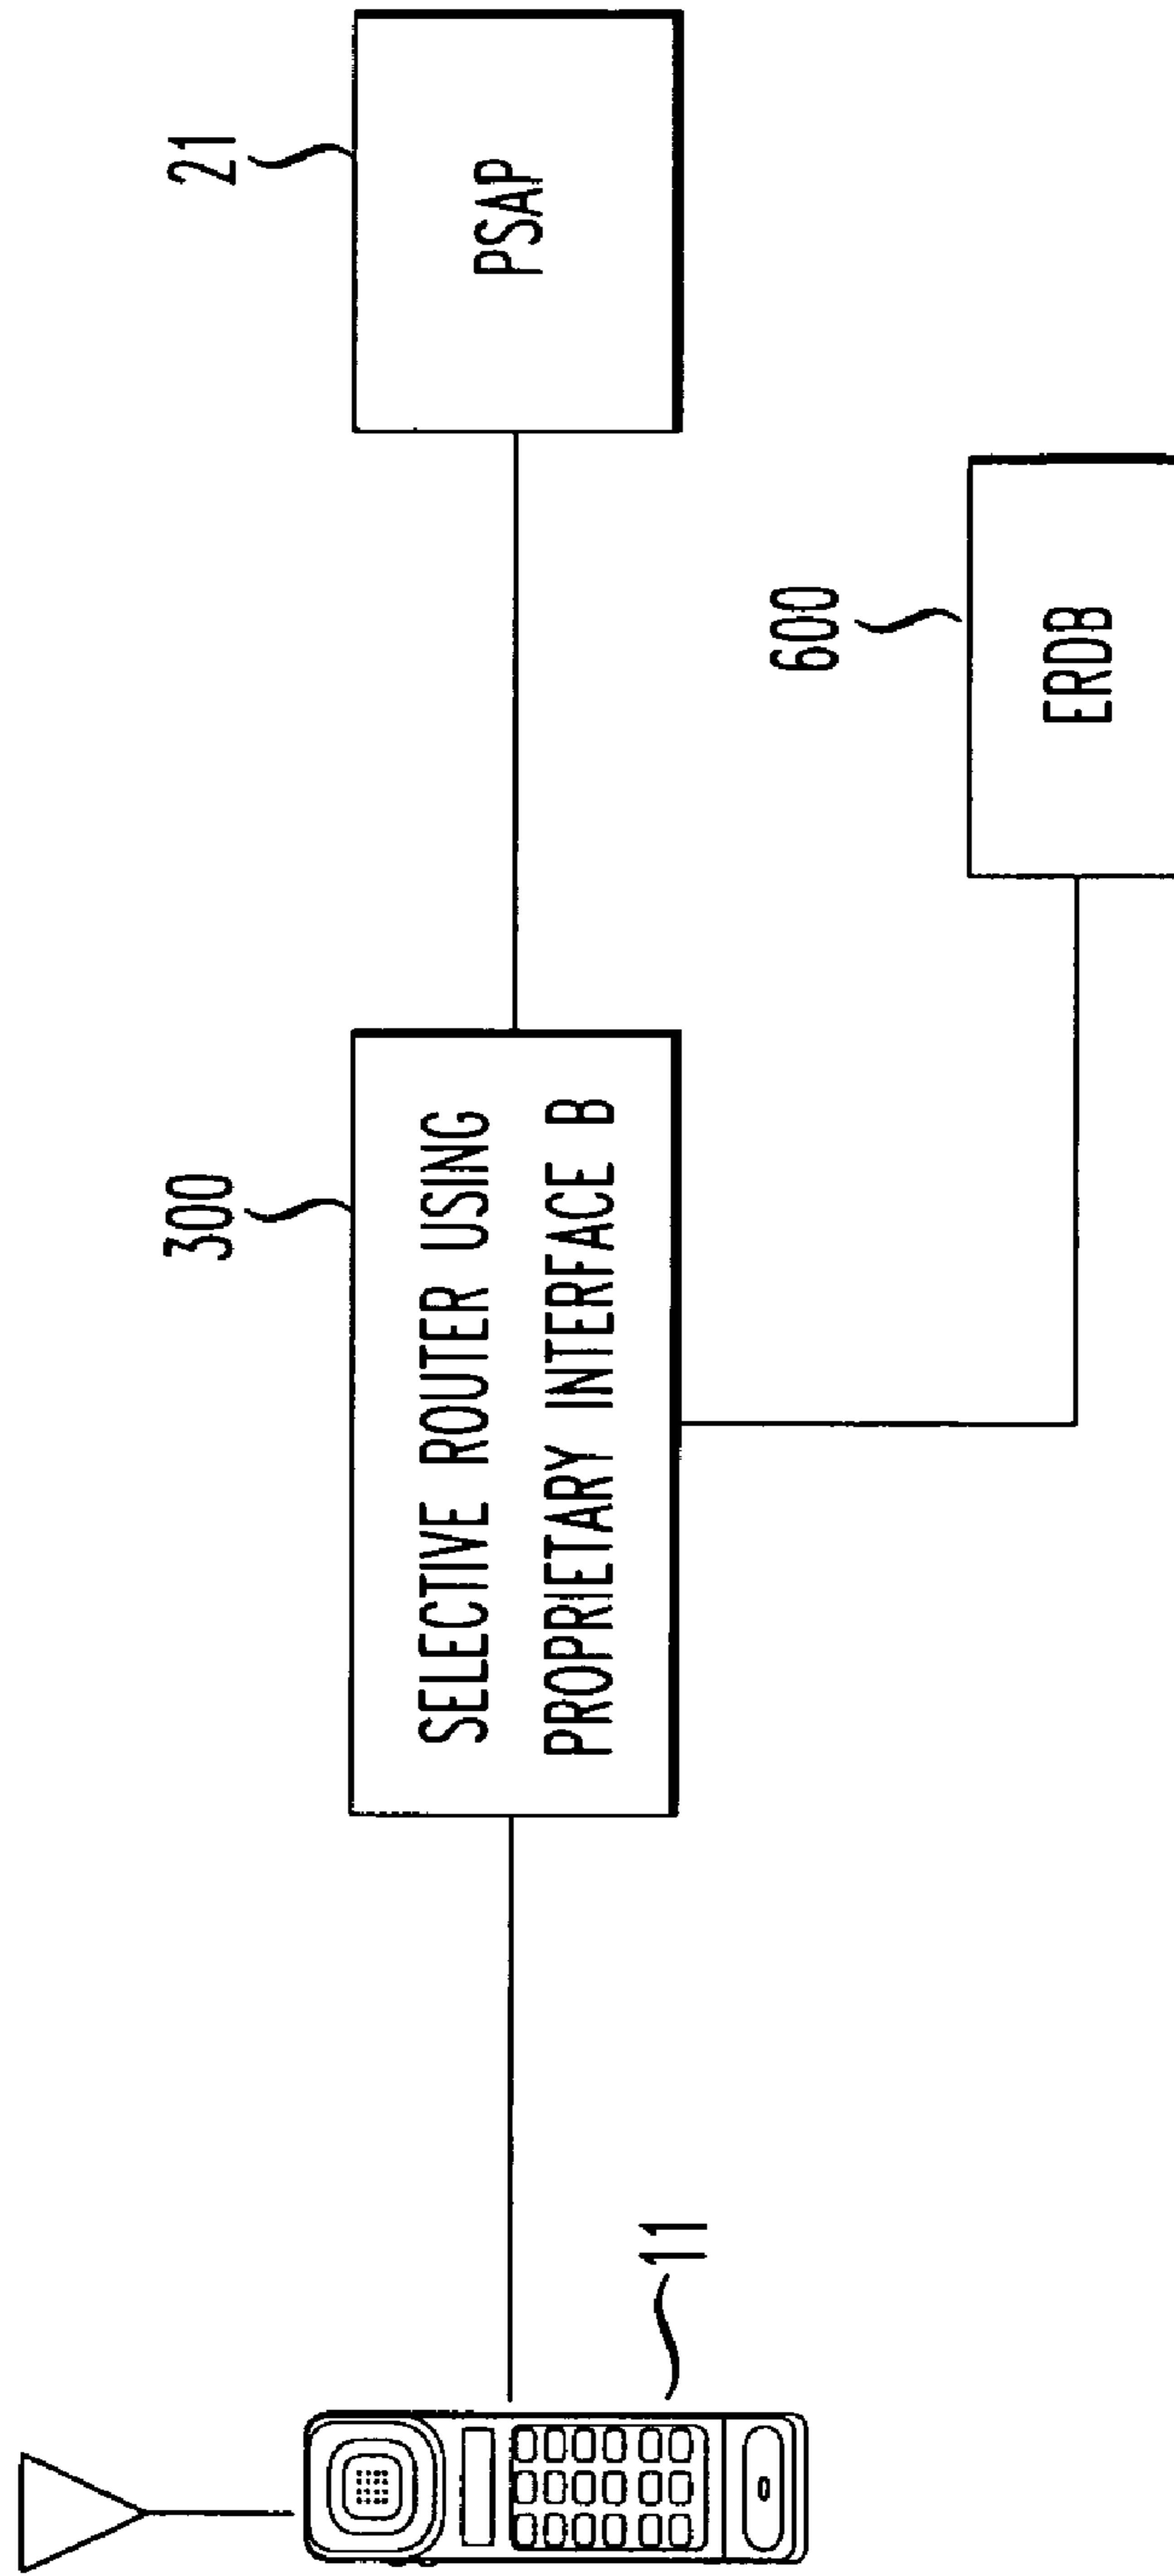 11
300
SELECTIVE ROUTER USING
PROPRIETARY INTERFACE B
21
PSAP
600
ERDB